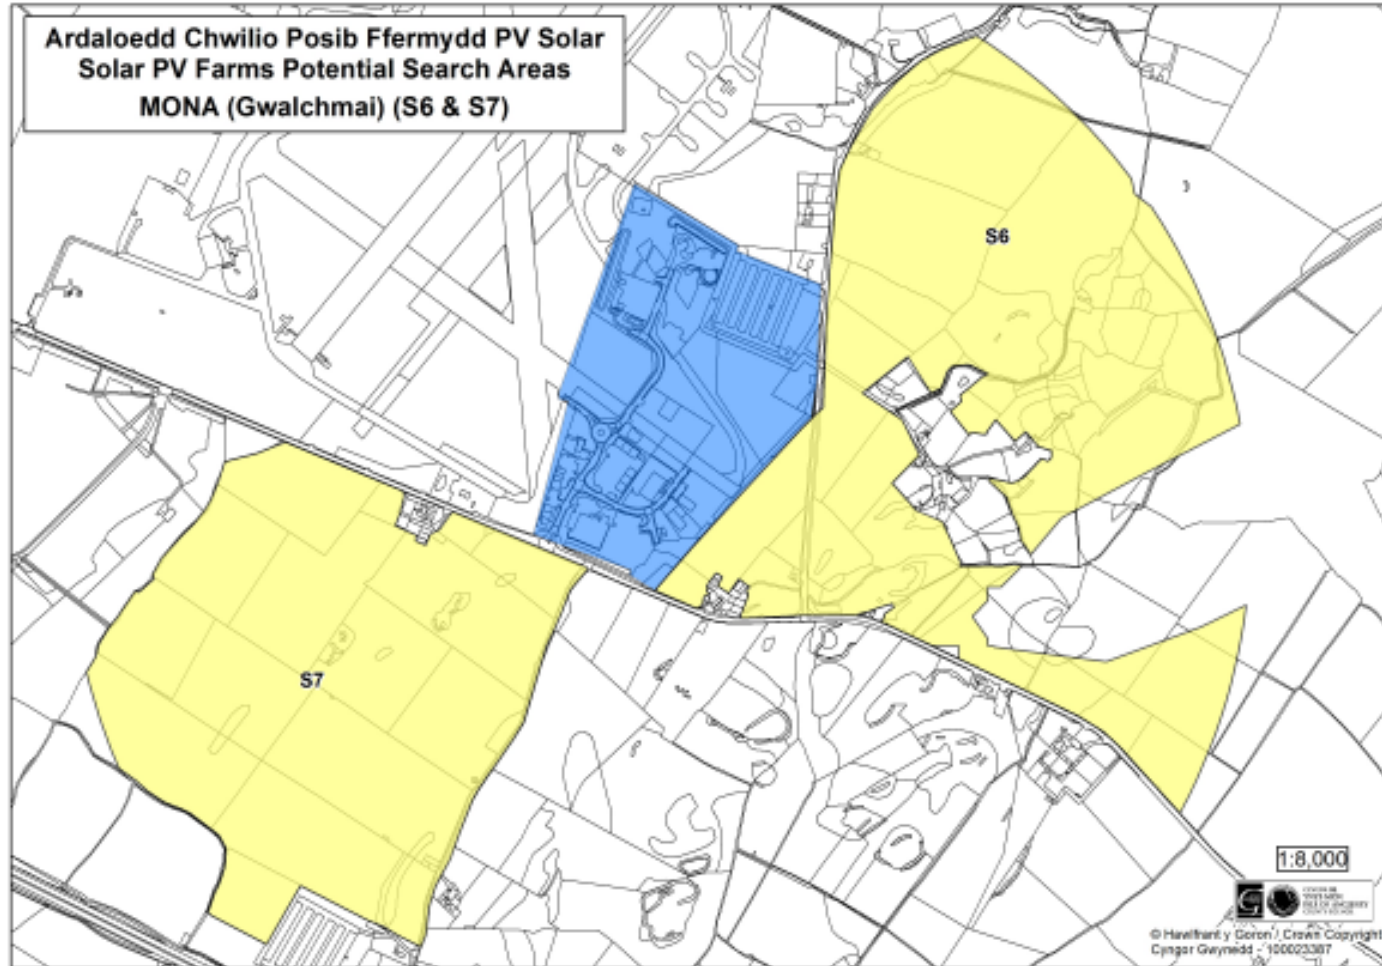 Ardaloedd Chwilio Posib Ffermydd PV Solar
Solar PV Farms Potential Search Areas
MONA (Gwalchmai) (S6 & S7)
S6
S7
1:8,000
© Hawlfraint y Goron / Crown Copyright
Cyngor Gwynedd - 100023387